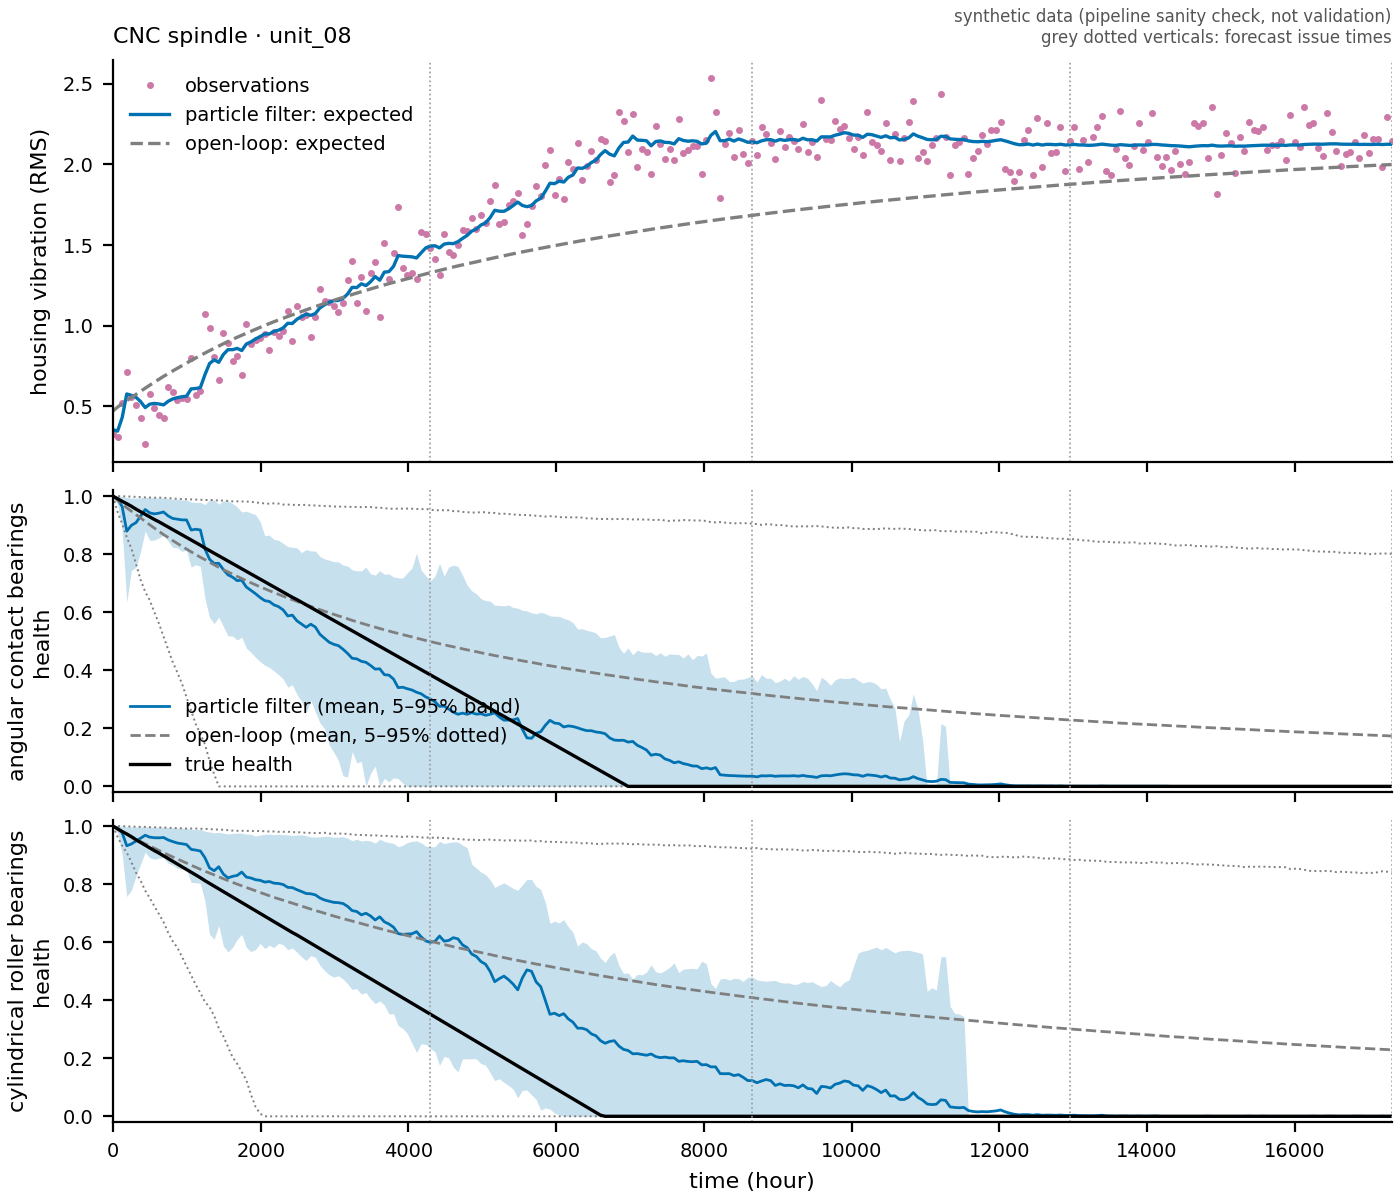 synthetic data (pipeline sanity check, not validation)
CNC spindle · unit_08
grey dotted verticals: forecast issue times
housing vibration (RMS)
2.5
2.0
1.5
1.0
0.5
observations
particle filter: expected
open-loop: expected
angular contact bearings
health
1.0
0.8
0.6
0.4
0.2
0.0
particle filter (mean, 5–95% band)
open-loop (mean, 5–95% dotted)
true health
cylindrical roller bearings
health
1.0
0.8
0.6
0.4
0.2
0.0
0 2000 4000 6000 8000 10000 12000 14000 16000
time (hour)